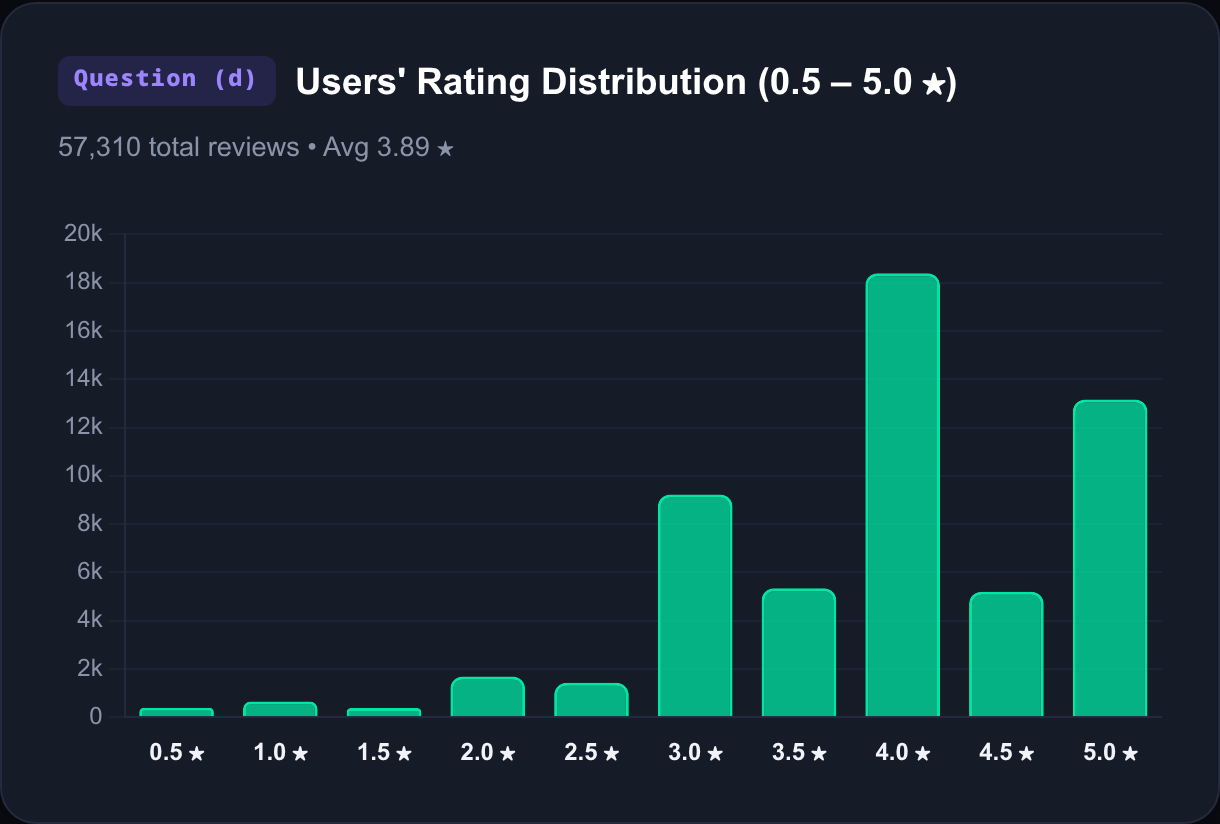 Question (d)
Users' Rating Distribution (0.5 – 5.0 ★)
57,310 total reviews • Avg 3.89 ★
20k
18k
16k
14k
12k
10k
8k
6k
4k
2k
0
0.5 ★ 1.0 ★ 1.5 ★ 2.0 ★ 2.5 ★ 3.0 ★ 3.5 ★ 4.0 ★ 4.5 ★ 5.0 ★